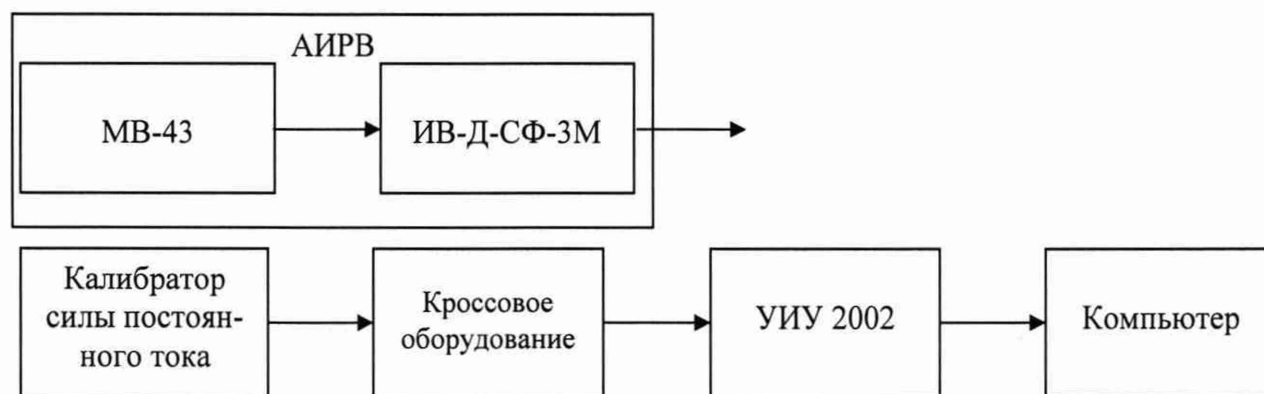 АИРВ
МВ-43
ИВ-Д-СФ-3М
Калибратор
силы постоян-
ного тока
Кроссовое
оборудование
УИУ 2002
Компьютер